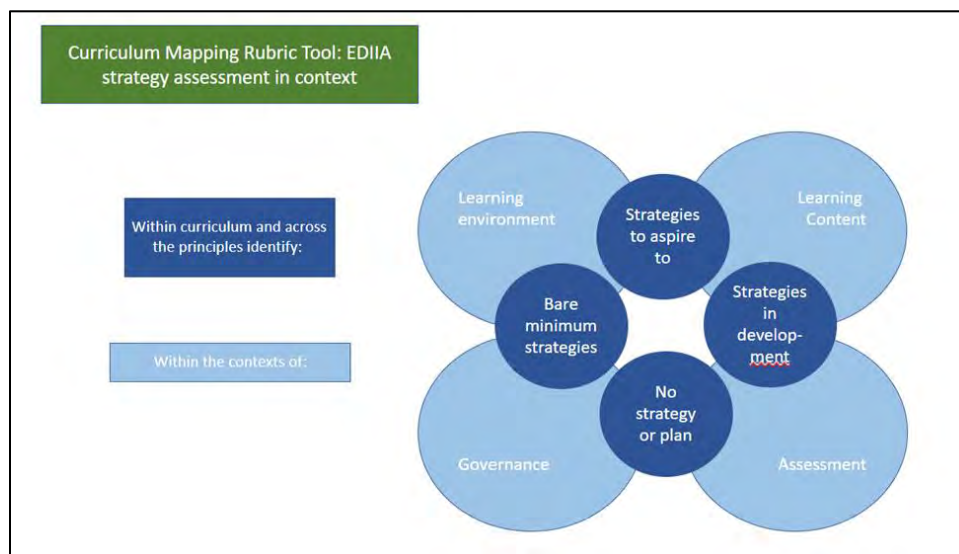 Curriculum Mapping Rubric Tool: EDIIA
strategy assessment in context
Within curriculum and across
the principles identify:
Within the contexts of:
Learning
environment
Strategies
to aspire
to
Learning
Content
Bare
minimum
strategies
Strategies
in
develop-
ment
No
strategy
or plan
Governance
Assessment